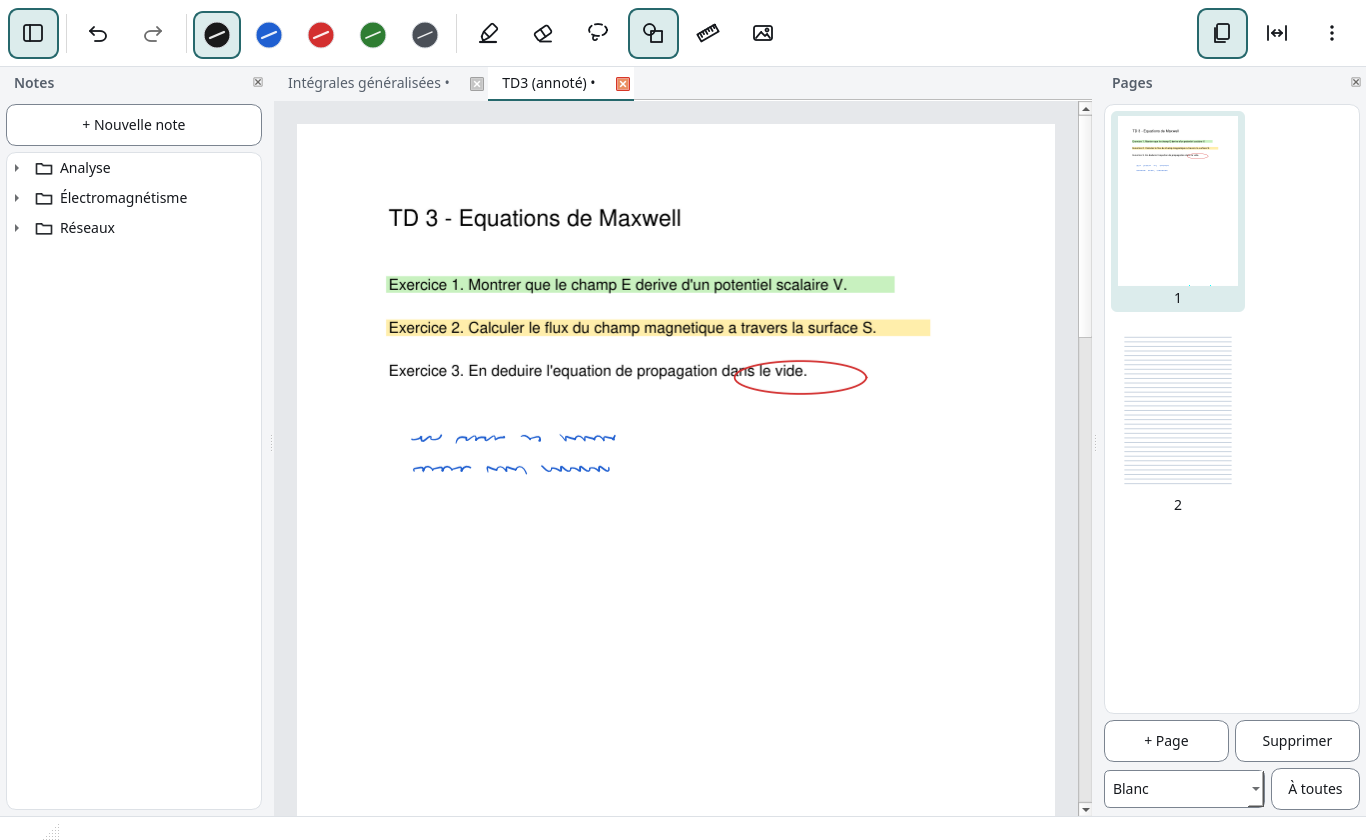 Notes
Intégrales généralisées •
TD3 (annoté) •
Pages
+ Nouvelle note
Analyse
Électromagnétisme
Réseaux
TD 3 - Equations de Maxwell
Exercice 1. Montrer que le champ E derive d'un potentiel scalaire V.
Exercice 2. Calculer le flux du champ magnetique a travers la surface S.
Exercice 3. En deduire l'equation de propagation dans le vide.
1
2
+ Page
Supprimer
Blanc
À toutes